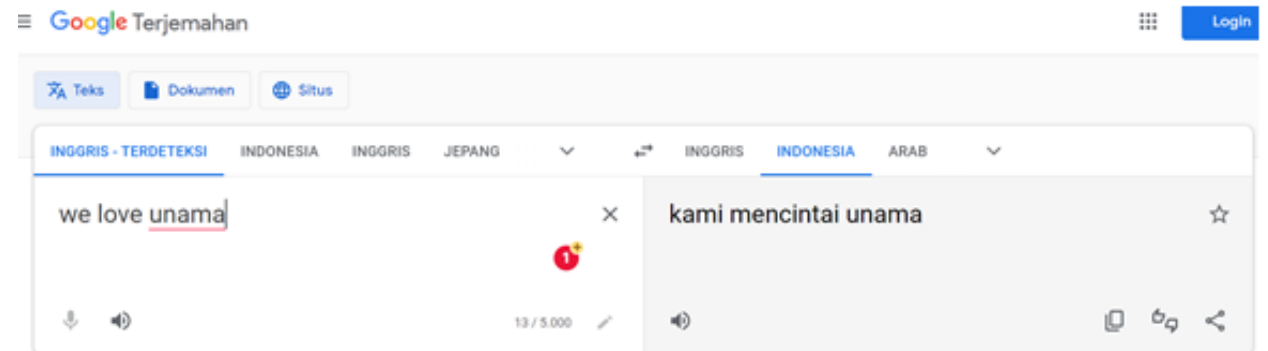 Google Terjemahan Login
Teks Dokumen Situs
INGGRIS - TERDETEKSI INDONESIA INGGRIS JEPANG INGGRIS INDONESIA ARAB
we love unama kami mencintai unama
1
13 / 5.000